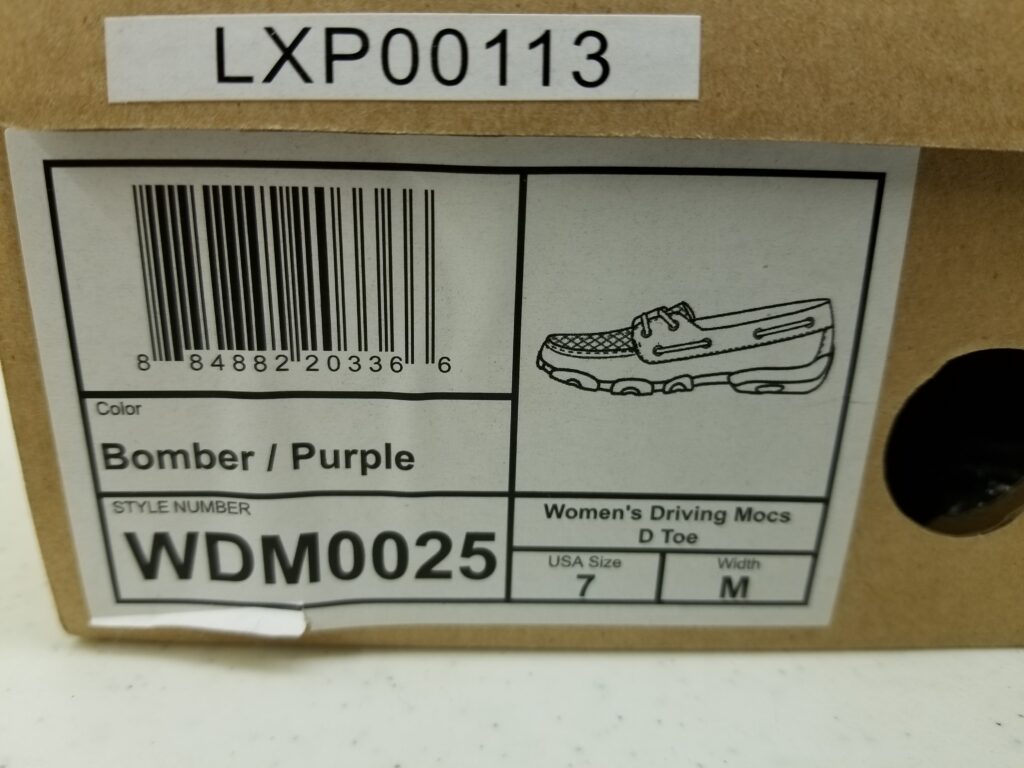 LXP00113
8 84882 20336 6
Color
Bomber / Purple
STYLE NUMBER
WDM0025
Women's Driving Mocs
D Toe
USA Size
7
Width
M